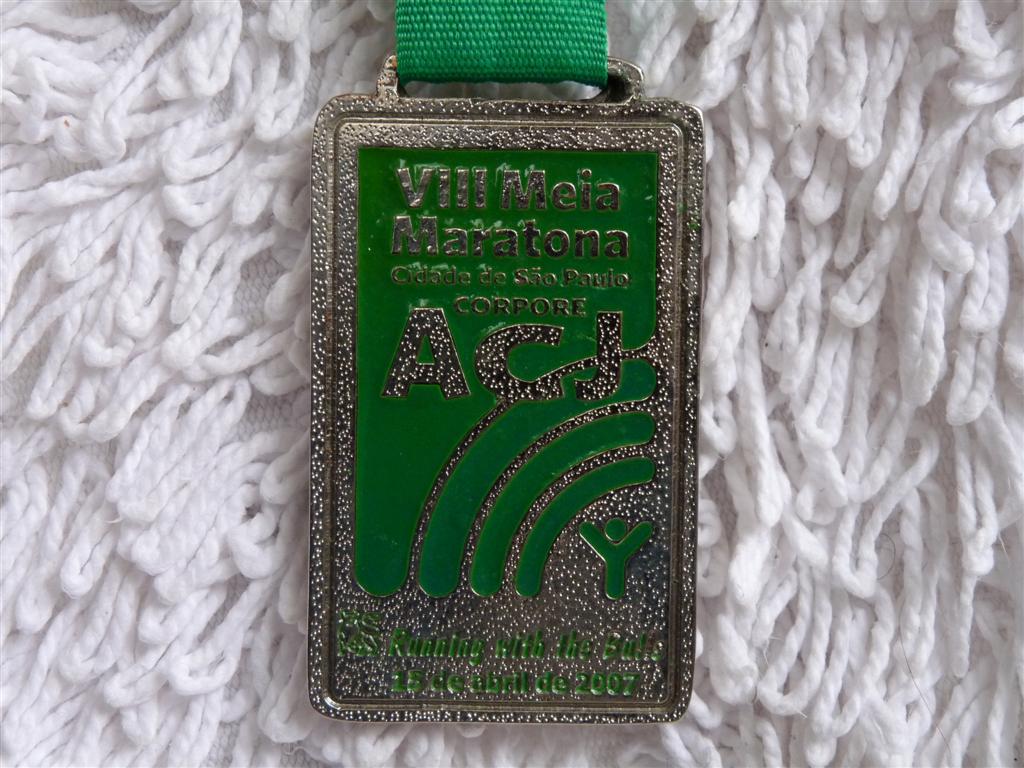 VIII Meia
Maratona
Cidade de São Paulo
CORPORE
ACJ
Running with the Bulls
15 de abril de 2007